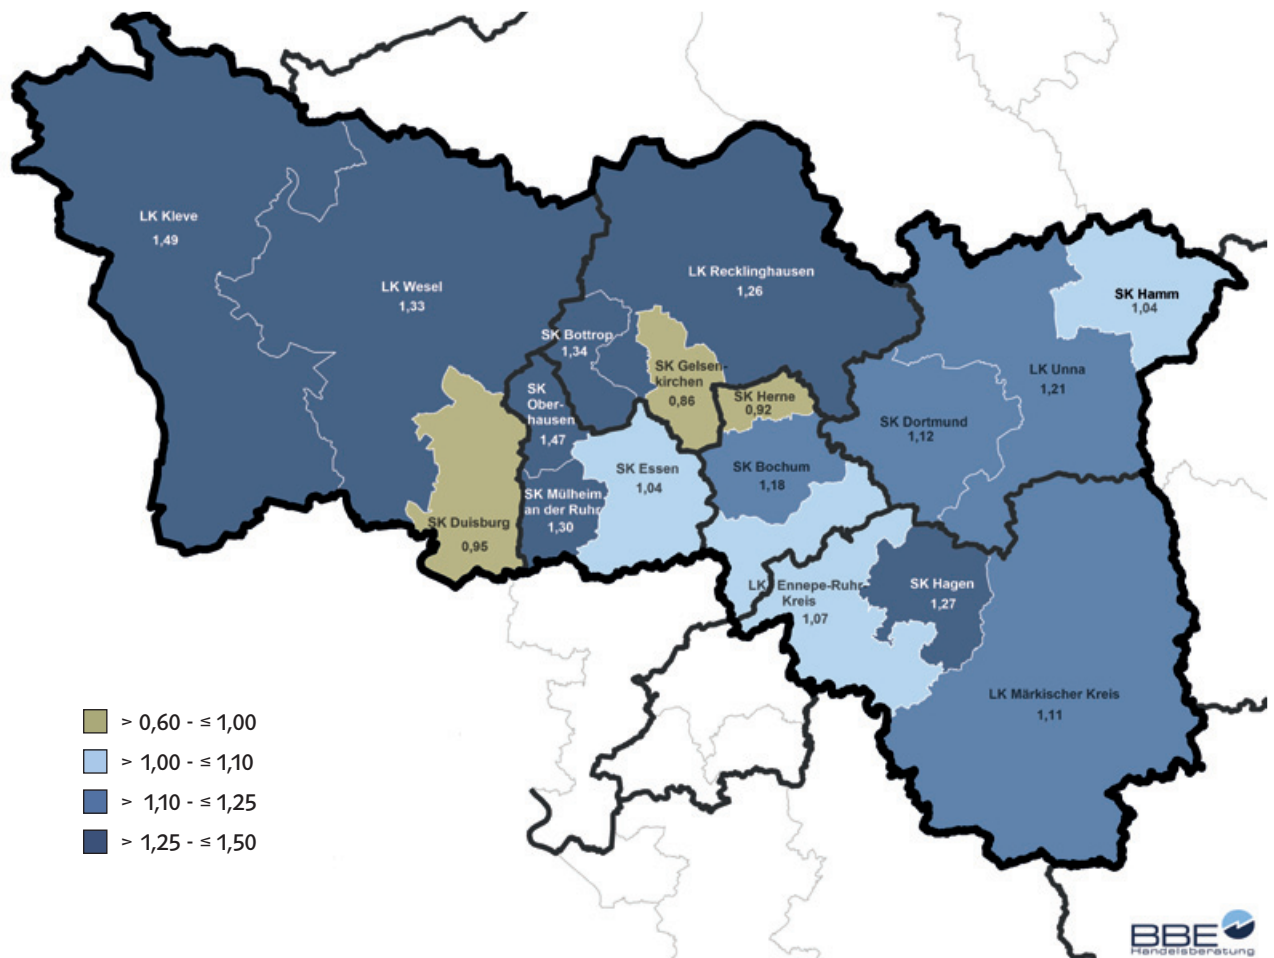 LK Kleve
1,49
LK Wesel
1,33
LK Recklinghausen
1,26
SK Hamm
1,04
SK Bottrop
1,34
SK Gelsen-
kirchen
0,86
SK Herne
0,92
LK Unna
1,21
SK
Ober-
hausen
1,47
SK Dortmund
1,12
SK Essen
1,04
SK Bochum
1,18
SK Mülheim
an der Ruhr
1,30
SK Duisburg
0,95
LK Ennepe-Ruhr-
Kreis
1,07
SK Hagen
1,27
LK Märkischer Kreis
1,11
> 0,60 - ≤ 1,00
> 1,00 - ≤ 1,10
> 1,10 - ≤ 1,25
> 1,25 - ≤ 1,50
BBE
Handelsberatung